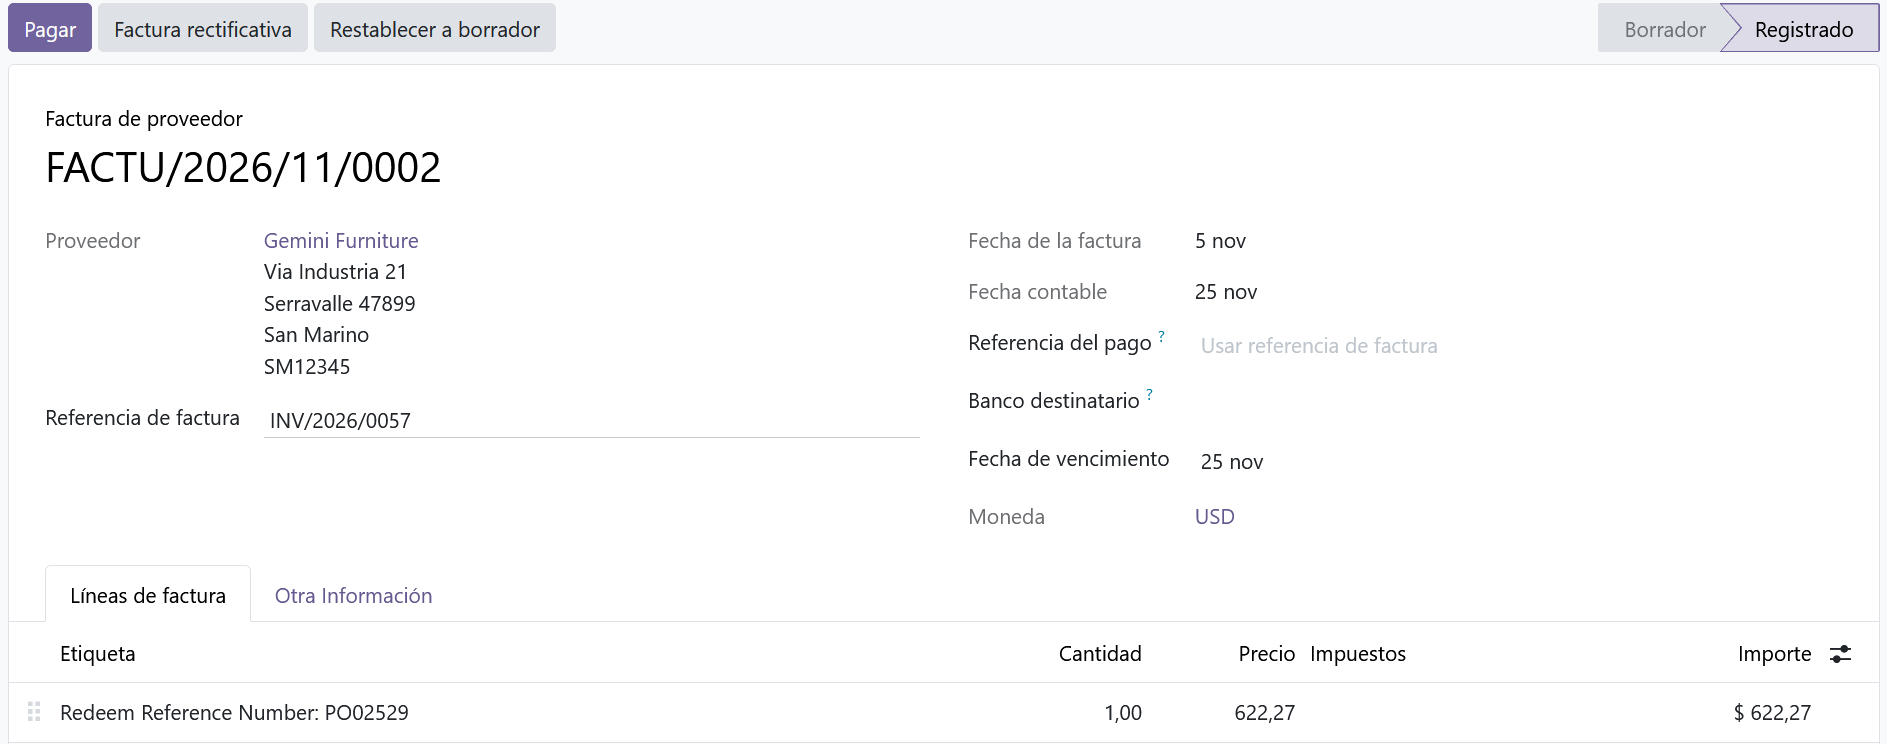 Pagar Factura rectificativa Restablecer a borrador Borrador Registrado
Factura de proveedor
FACTU/2026/11/0002
Proveedor Gemini Furniture
Via Industria 21
Serravalle 47899
San Marino
SM12345
Referencia de factura INV/2026/0057
Fecha de la factura 5 nov
Fecha contable 25 nov
Referencia del pago ? Usar referencia de factura
Banco destinatario ?
Fecha de vencimiento 25 nov
Moneda USD
Líneas de factura Otra Información
Etiqueta Cantidad Precio Impuestos Importe
Redeem Reference Number: PO02529 1,00 622,27 $ 622,27